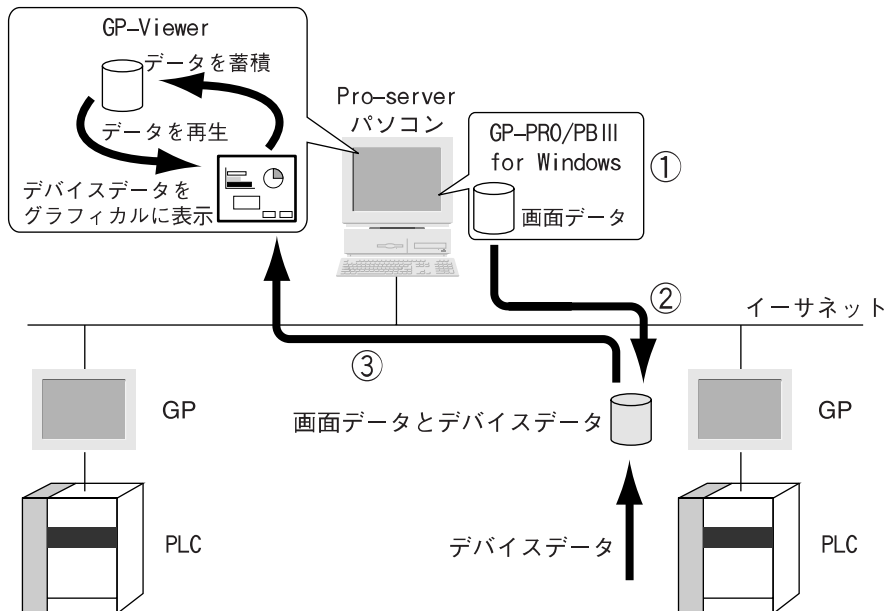 GP-Viewer
データを蓄積
データを再生
デバイスデータを
グラフィカルに表示
Pro-server
パソコン
GP-PRO/PBⅢ
for Windows
画面データ
①
②
イーサネット
③
GP
画面データとデバイスデータ
GP
PLC
デバイスデータ
PLC